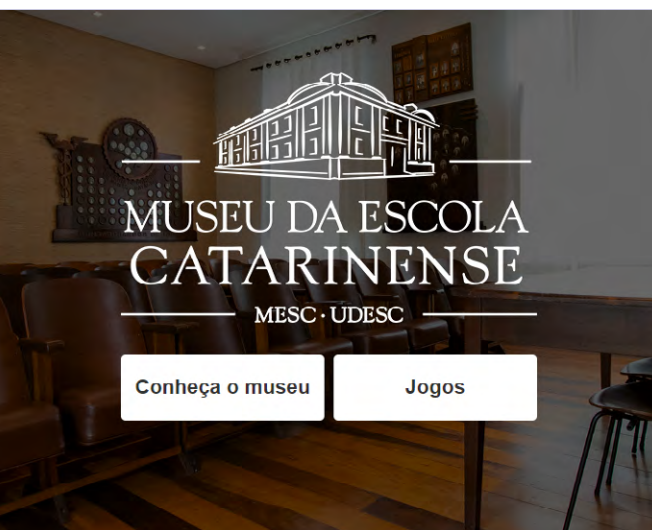 MUSEU DA ESCOLA
CATARINENSE
MESC · UDESC
Conheça o museu
Jogos